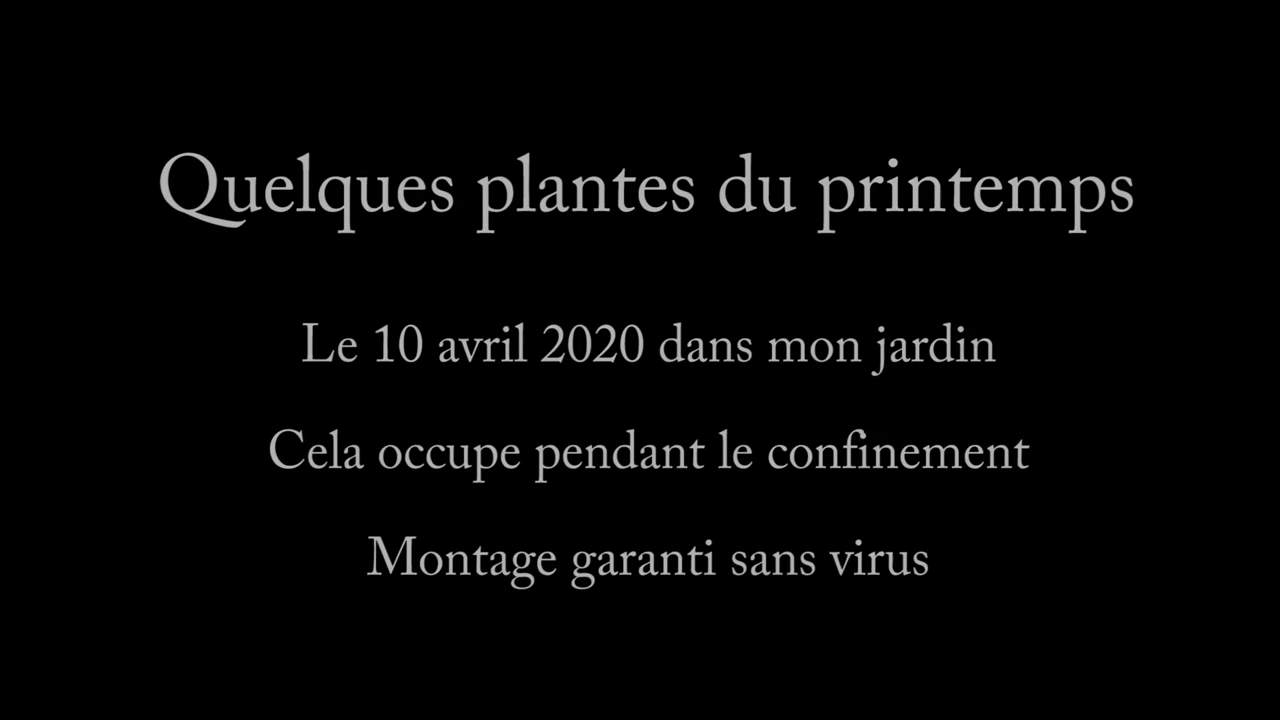 Quelques plantes du printemps
Le 10 avril 2020 dans mon jardin
Cela occupe pendant le confinement
Montage garanti sans virus